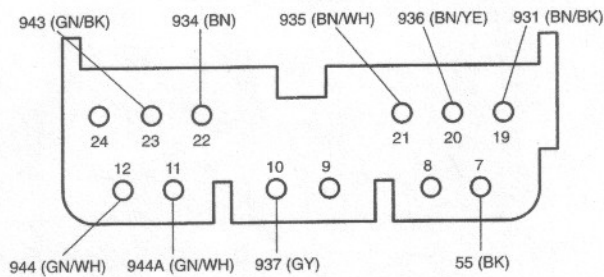 943 (GN/BK) 934 (BN) 935 (BN/WH) 936 (BN/YE) 931 (BN/BK)
24 23 22 21 20 19
12 11 10 9 8 7
944 (GN/WH) 944A (GN/WH) 937 (GY) 55 (BK)